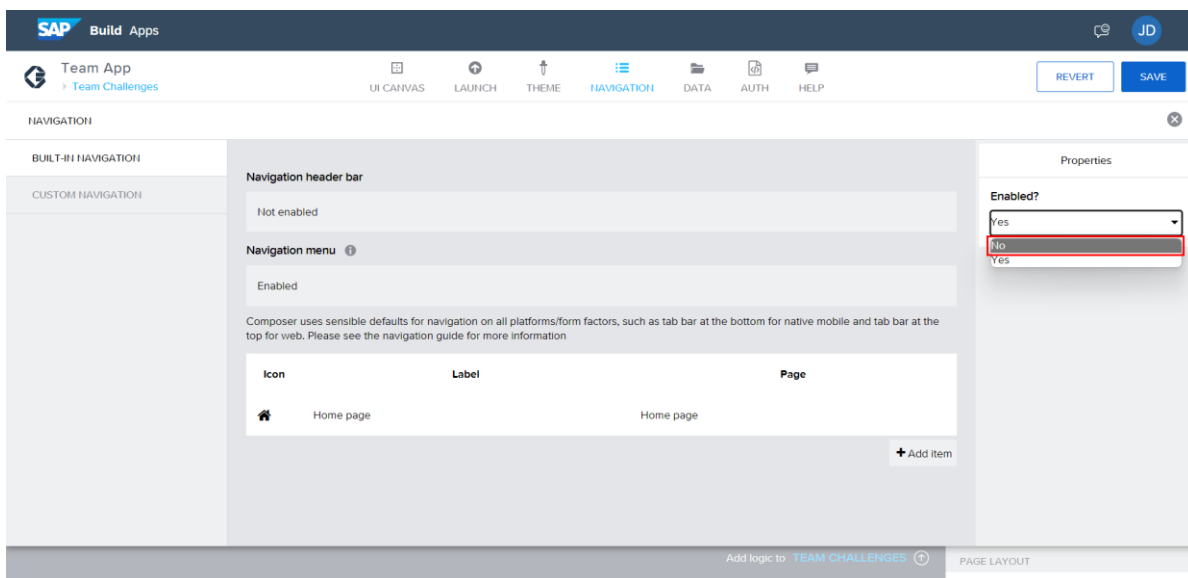 SAP Build Apps
JD
Team App
Team Challenges
UI CANVAS LAUNCH THEME NAVIGATION DATA AUTH HELP
REVERT SAVE
NAVIGATION
BUILT-IN NAVIGATION
CUSTOM NAVIGATION
Navigation header bar
Not enabled
Navigation menu
Enabled
Composer uses sensible defaults for navigation on all platforms/form factors, such as tab bar at the bottom for native mobile and tab bar at the
top for web. Please see the navigation guide for more information
Icon Label Page
Home page Home page
Add item
Properties
Enabled?
Yes
No
Yes
Add logic to TEAM CHALLENGES
PAGE LAYOUT